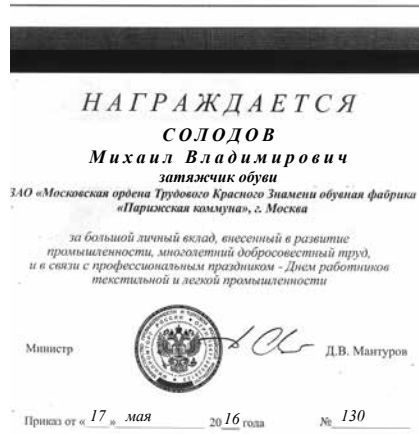 НАГРАЖДАЕТСЯ
СОЛОДОВ
Михаил Владимирович
затяжчик обуви
ЗАО «Московская ордена Трудового Красного Знамени обувная фабрика
«Парижская коммуна», г. Москва
за большой личный вклад, внесенный в развитие
промышленности, многолетний добросовестный труд,
и в связи с профессиональным праздником - Днем работников
текстильной и легкой промышленности
Министр Д.В. Мантуров
Приказ от « 17 » мая 20 16 года № 130